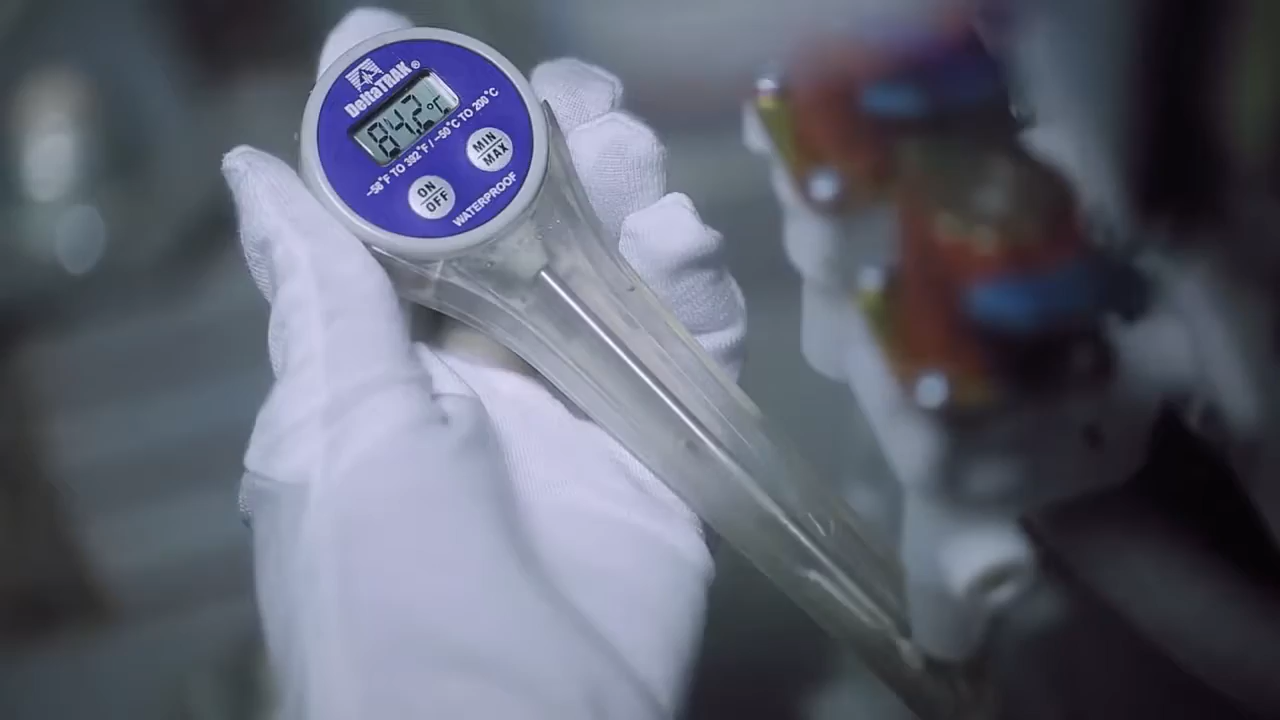 DeltaTRAK®
84.2°C
-58°F TO 392°F / -50°C TO 200°C
MIN
MAX
ON
OFF
WATERPROOF